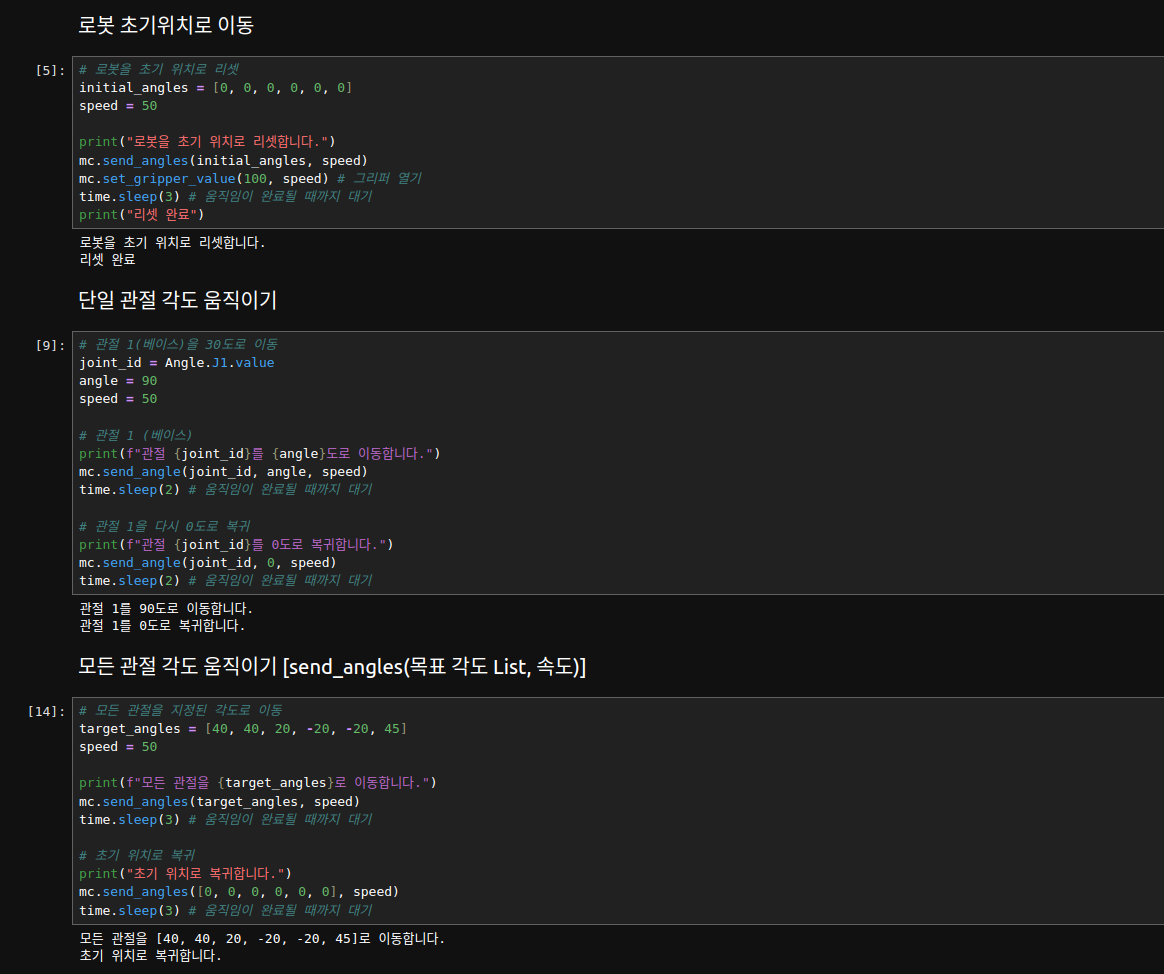 로봇 초기위치로 이동
[5]:
# 로봇을 초기 위치로 리셋
initial_angles = [0, 0, 0, 0, 0, 0]
speed = 50
print("로봇을 초기 위치로 리셋합니다.")
mc.send_angles(initial_angles, speed)
mc.set_gripper_value(100, speed) # 그리퍼 열기
time.sleep(3) # 움직임이 완료될 때까지 대기
print("리셋 완료")
로봇을 초기 위치로 리셋합니다.
리셋 완료
단일 관절 각도 움직이기
[9]:
# 관절 1(베이스)을 30도로 이동
joint_id = Angle.J1.value
angle = 90
speed = 50
# 관절 1 (베이스)
print(f"관절 {joint_id}를 {angle}도로 이동합니다.")
mc.send_angle(joint_id, angle, speed)
time.sleep(2) # 움직임이 완료될 때까지 대기
# 관절 1을 다시 0도로 복귀
print(f"관절 {joint_id}를 0도로 복귀합니다.")
mc.send_angle(joint_id, 0, speed)
time.sleep(2) # 움직임이 완료될 때까지 대기
관절 1를 90도로 이동합니다.
관절 1를 0도로 복귀합니다.
모든 관절 각도 움직이기 [send_angles(목표 각도 List, 속도)]
[14]:
# 모든 관절을 지정된 각도로 이동
target_angles = [40, 40, 20, -20, -20, 45]
speed = 50
print(f"모든 관절을 {target_angles}로 이동합니다.")
mc.send_angles(target_angles, speed)
time.sleep(3) # 움직임이 완료될 때까지 대기
# 초기 위치로 복귀
print("초기 위치로 복귀합니다.")
mc.send_angles([0, 0, 0, 0, 0, 0], speed)
time.sleep(3) # 움직임이 완료될 때까지 대기
모든 관절을 [40, 40, 20, -20, -20, 45]로 이동합니다.
초기 위치로 복귀합니다.